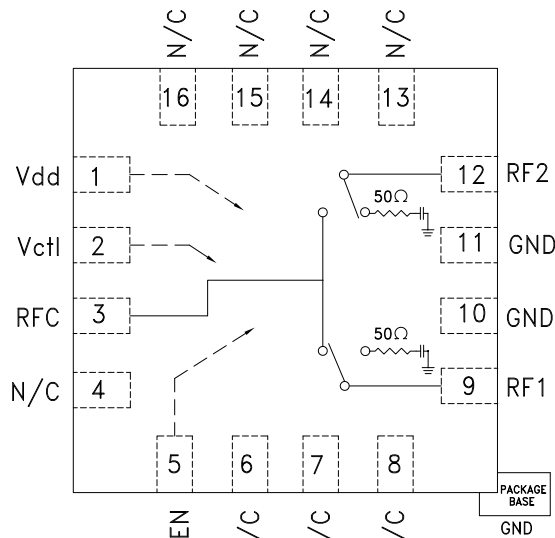 N/C N/C N/C N/C
16 15 14 13
Vdd 1
12 RF2
50Ω
Vctl 2
11 GND
RFC 3
10 GND
50Ω
N/C 4
9 RF1
5 6 7 8
EN /C /C /C
PACKAGE
BASE
GND